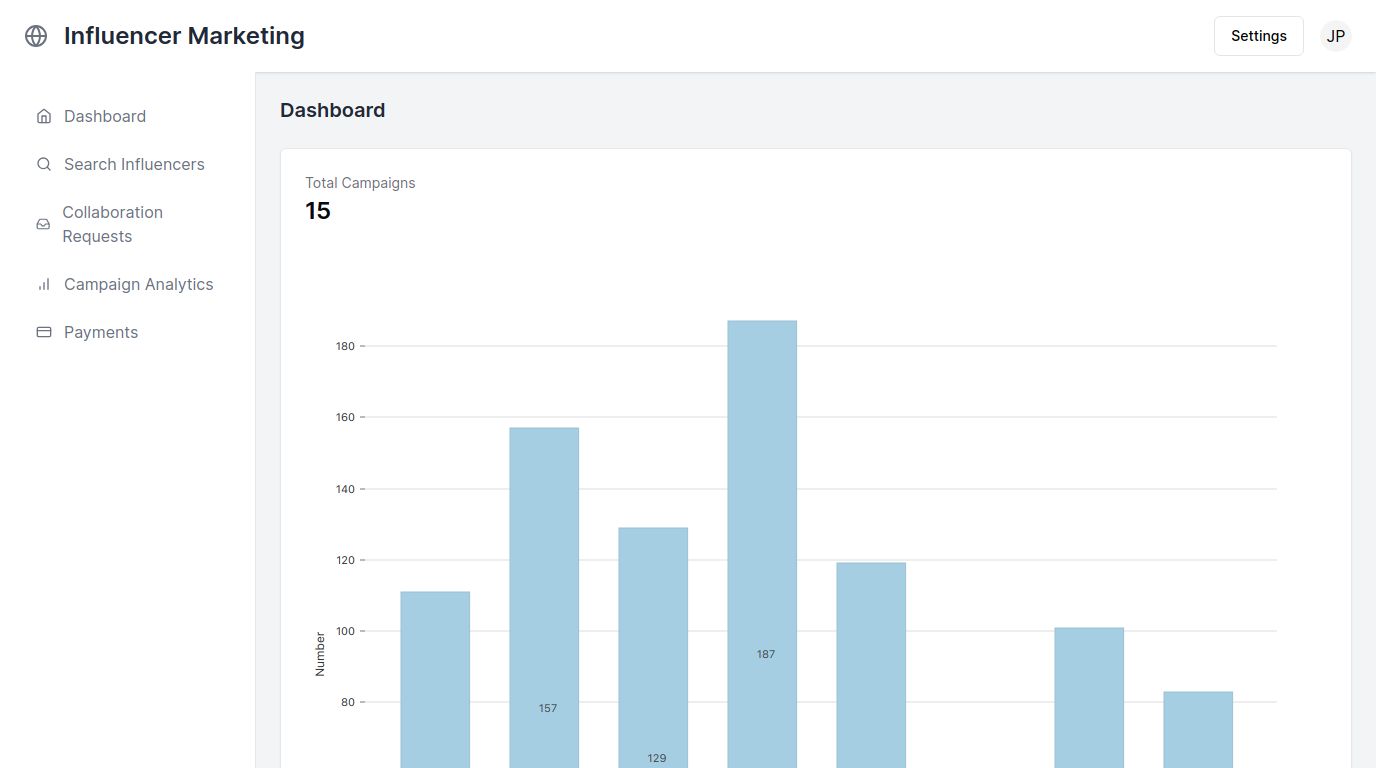 Influencer Marketing
Settings
JP
Dashboard
Search Influencers
Collaboration
Requests
Campaign Analytics
Payments
Dashboard
Total Campaigns
15
180
160
140
120
100
80
Number
187
157
129